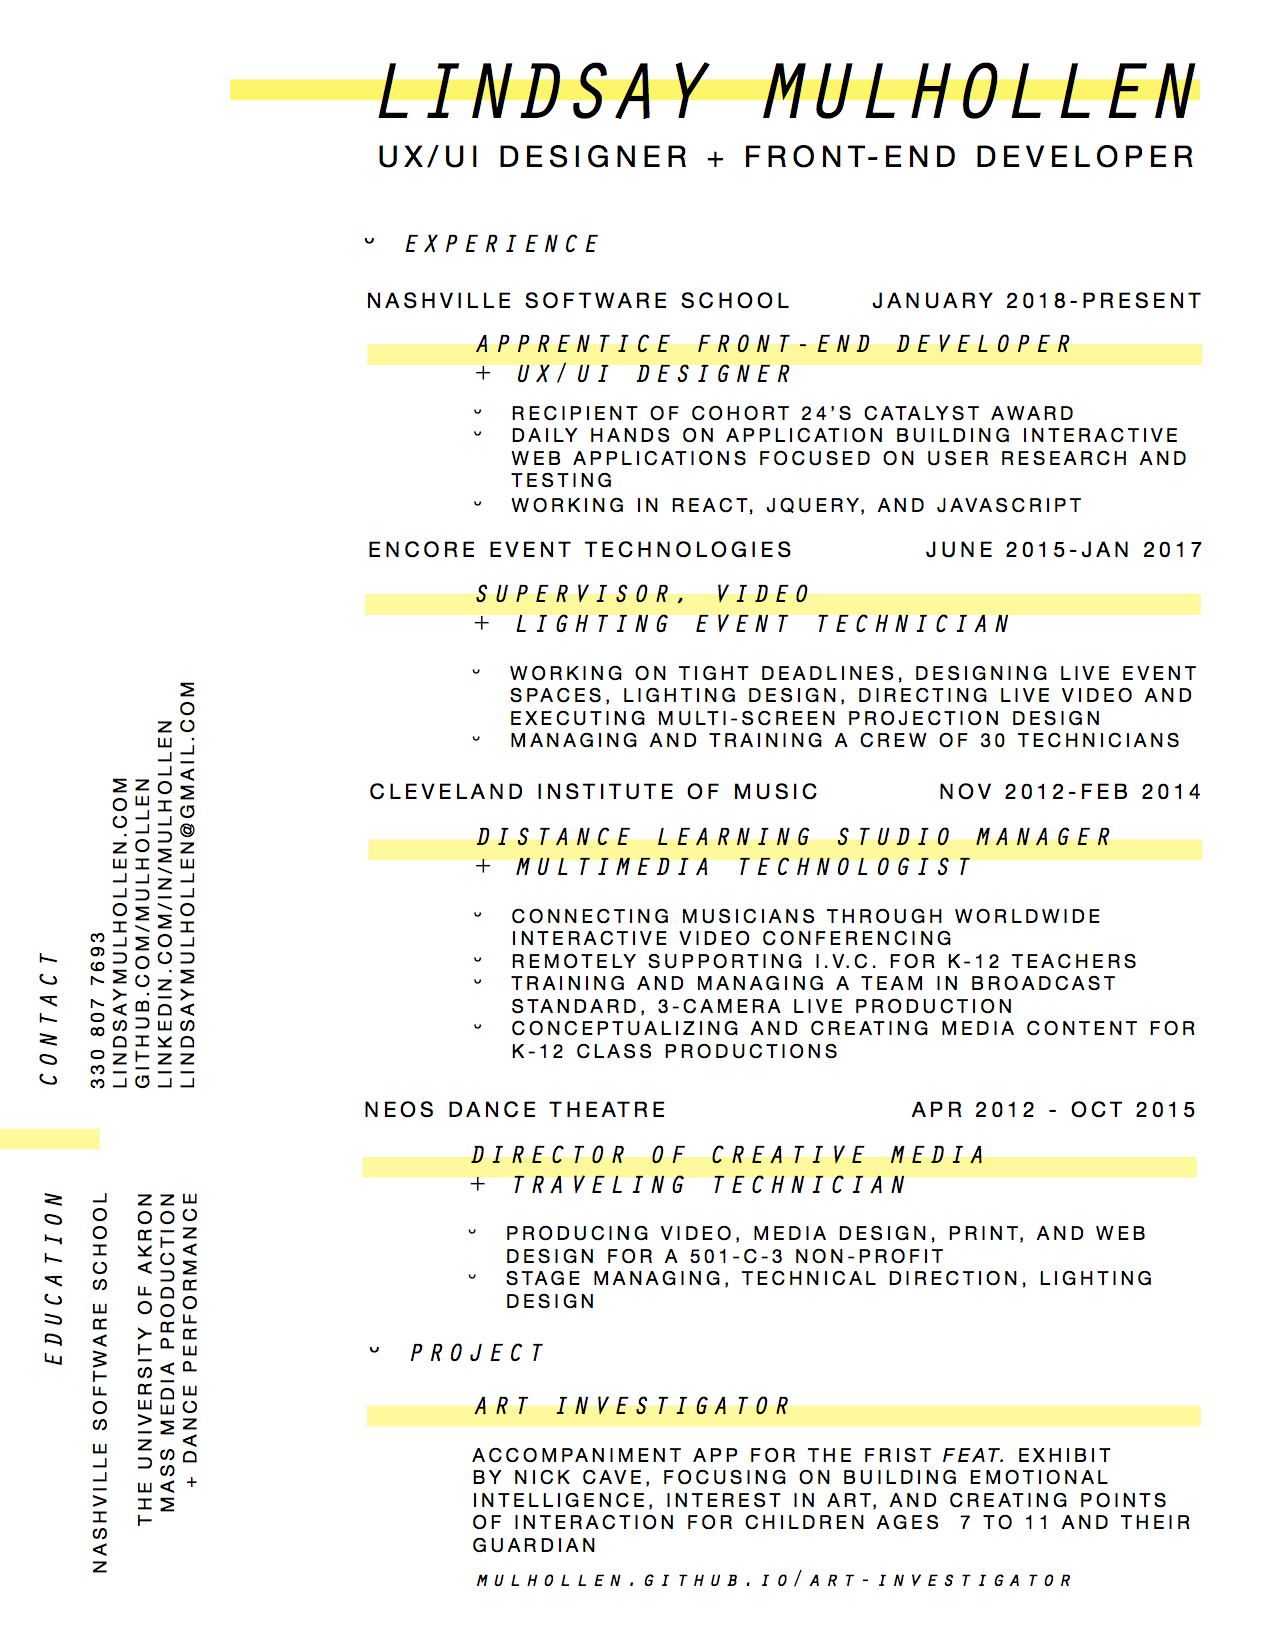 LINDSAY MULHOLLEN
UX/UI DESIGNER + FRONT-END DEVELOPER
˘ EXPERIENCE
NASHVILLE SOFTWARE SCHOOL JANUARY 2018-PRESENT
APPRENTICE FRONT-END DEVELOPER
+ UX/UI DESIGNER
˘ RECIPIENT OF COHORT 24’S CATALYST AWARD
˘ DAILY HANDS ON APPLICATION BUILDING INTERACTIVE
WEB APPLICATIONS FOCUSED ON USER RESEARCH AND
TESTING
˘ WORKING IN REACT, JQUERY, AND JAVASCRIPT
ENCORE EVENT TECHNOLOGIES JUNE 2015-JAN 2017
SUPERVISOR, VIDEO
+ LIGHTING EVENT TECHNICIAN
˘ WORKING ON TIGHT DEADLINES, DESIGNING LIVE EVENT
SPACES, LIGHTING DESIGN, DIRECTING LIVE VIDEO AND
EXECUTING MULTI-SCREEN PROJECTION DESIGN
˘ MANAGING AND TRAINING A CREW OF 30 TECHNICIANS
CLEVELAND INSTITUTE OF MUSIC NOV 2012-FEB 2014
DISTANCE LEARNING STUDIO MANAGER
+ MULTIMEDIA TECHNOLOGIST
˘ CONNECTING MUSICIANS THROUGH WORLDWIDE
INTERACTIVE VIDEO CONFERENCING
˘ REMOTELY SUPPORTING I.V.C. FOR K-12 TEACHERS
˘ TRAINING AND MANAGING A TEAM IN BROADCAST
STANDARD, 3-CAMERA LIVE PRODUCTION
˘ CONCEPTUALIZING AND CREATING MEDIA CONTENT FOR
K-12 CLASS PRODUCTIONS
NEOS DANCE THEATRE APR 2012 - OCT 2015
DIRECTOR OF CREATIVE MEDIA
+ TRAVELING TECHNICIAN
˘ PRODUCING VIDEO, MEDIA DESIGN, PRINT, AND WEB
DESIGN FOR A 501-C-3 NON-PROFIT
˘ STAGE MANAGING, TECHNICAL DIRECTION, LIGHTING
DESIGN
˘ PROJECT
ART INVESTIGATOR
ACCOMPANIMENT APP FOR THE FRIST FEAT. EXHIBIT
BY NICK CAVE, FOCUSING ON BUILDING EMOTIONAL
INTELLIGENCE, INTEREST IN ART, AND CREATING POINTS
OF INTERACTION FOR CHILDREN AGES 7 TO 11 AND THEIR
GUARDIAN
MULHOLLEN.GITHUB.IO/ART-INVESTIGATOR
CONTACT
330 807 7693
LINDSAYMULHOLLEN.COM
GITHUB.COM/MULHOLLEN
LINKEDIN.COM/IN/MULHOLLEN
LINDSAYMULHOLLEN@GMAIL.COM
EDUCATION
NASHVILLE SOFTWARE SCHOOL
THE UNIVERSITY OF AKRON
MASS MEDIA PRODUCTION
+ DANCE PERFORMANCE